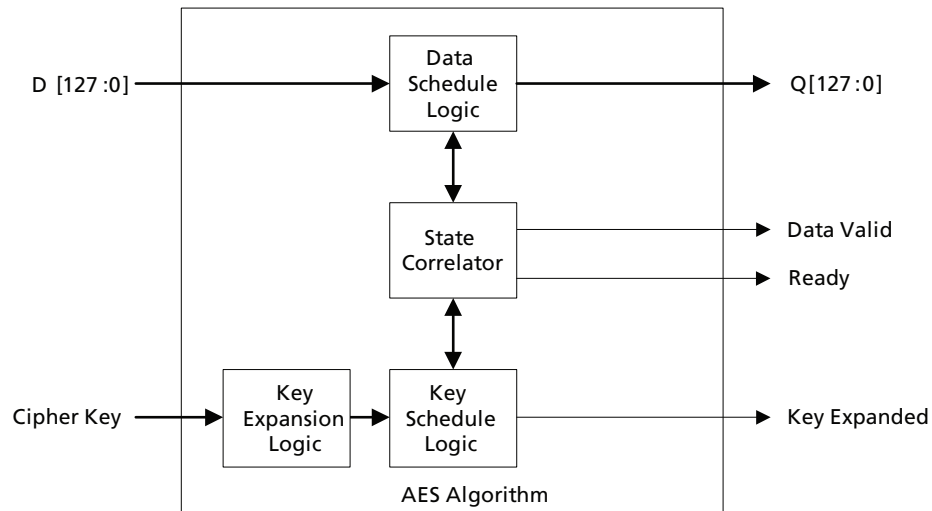 Data
Schedule
Logic
D [127:0]
Q[127:0]
State
Correlator
Data Valid
Ready
Key
Expansion
Logic
Key
Schedule
Logic
Cipher Key
Key Expanded
AES Algorithm